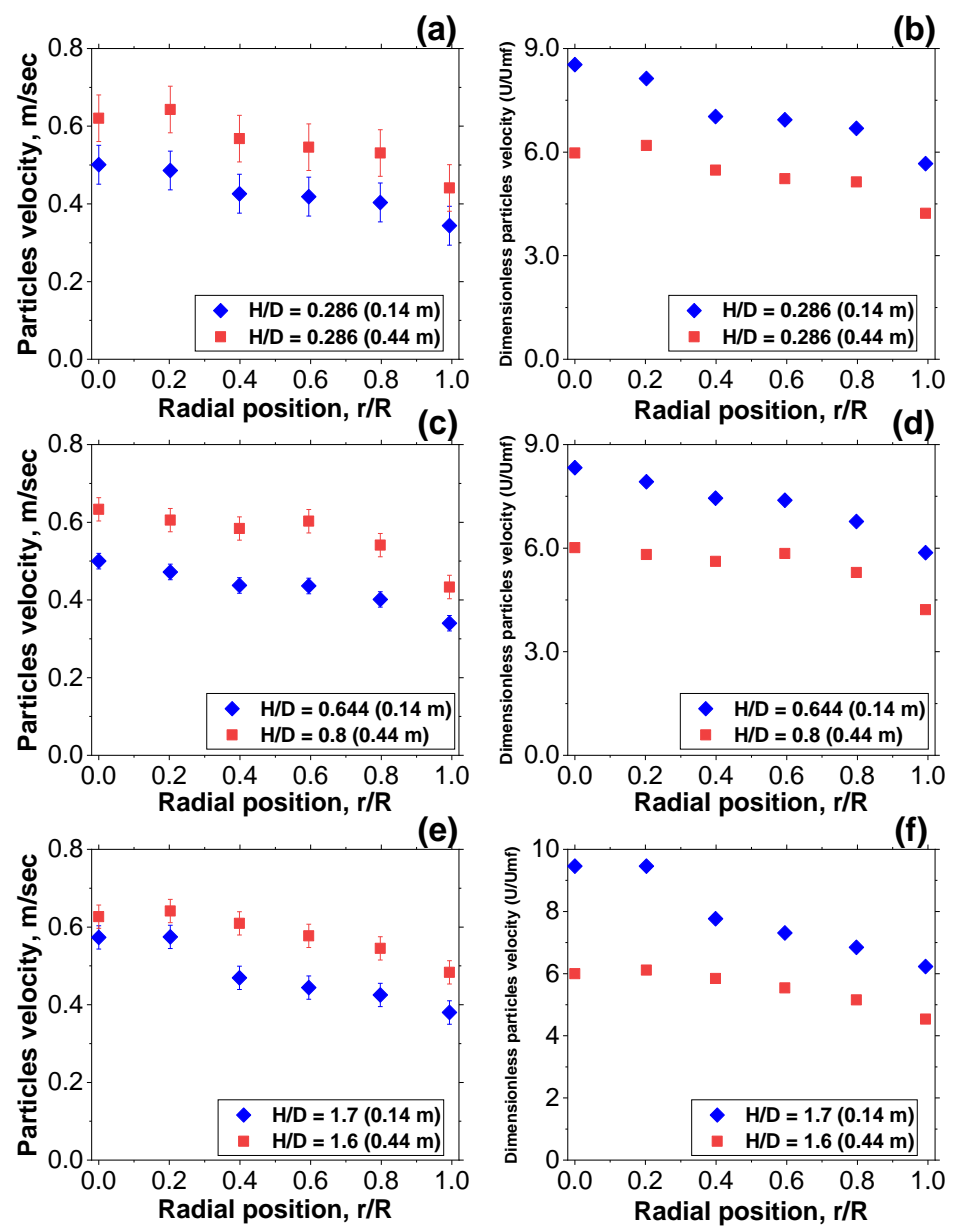 (a)
0.8
0.6
0.4
0.2
0.0
Particles velocity, m/sec
H/D = 0.286 (0.14 m)
H/D = 0.286 (0.44 m)
0.0 0.2 0.4 0.6 0.8 1.0
Radial position, r/R
(b)
9.0
6.0
3.0
0.0
Dimensionless particles velocity (U/Umf)
H/D = 0.286 (0.14 m)
H/D = 0.286 (0.44 m)
0.0 0.2 0.4 0.6 0.8 1.0
Radial position, r/R
(c)
0.8
0.6
0.4
0.2
0.0
Particles velocity, m/sec
H/D = 0.644 (0.14 m)
H/D = 0.8 (0.44 m)
0.0 0.2 0.4 0.6 0.8 1.0
Radial position, r/R
(d)
9.0
6.0
3.0
0.0
Dimensionless particles velocity (U/Umf)
H/D = 0.644 (0.14 m)
H/D = 0.8 (0.44 m)
0.0 0.2 0.4 0.6 0.8 1.0
Radial position, r/R
(e)
0.8
0.6
0.4
0.2
0.0
Particles velocity, m/sec
H/D = 1.7 (0.14 m)
H/D = 1.6 (0.44 m)
0.0 0.2 0.4 0.6 0.8 1.0
Radial position, r/R
(f)
10
8
6
4
2
0
Dimensionless particles velocity (U/Umf)
H/D = 1.7 (0.14 m)
H/D = 1.6 (0.44 m)
0.0 0.2 0.4 0.6 0.8 1.0
Radial position, r/R